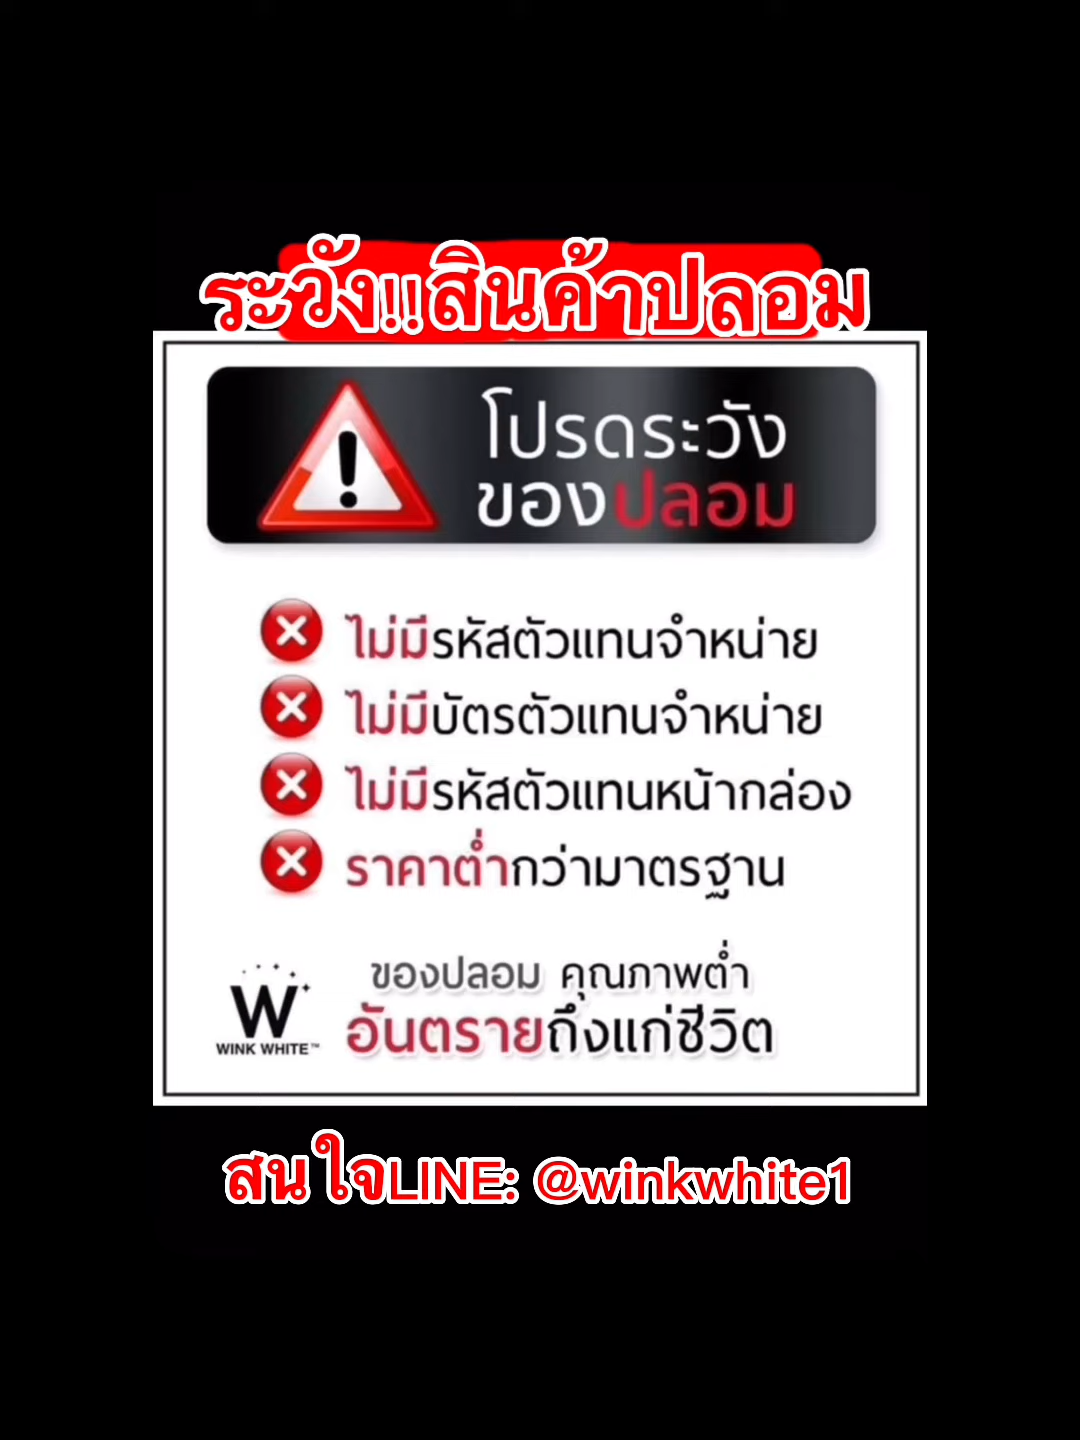 ระวัง!!สินค้าปลอม
โปรดระวัง
ของปลอม
ไม่มีรหัสตัวแทนจำหน่าย
ไม่มีบัตรตัวแทนจำหน่าย
ไม่มีรหัสตัวแทนหน้ากล่อง
ราคาต่ำกว่ามาตรฐาน
ของปลอม คุณภาพต่ำ
อันตรายถึงแก่ชีวิต
W
WINK WHITE™
สนใจLINE: @winkwhite1